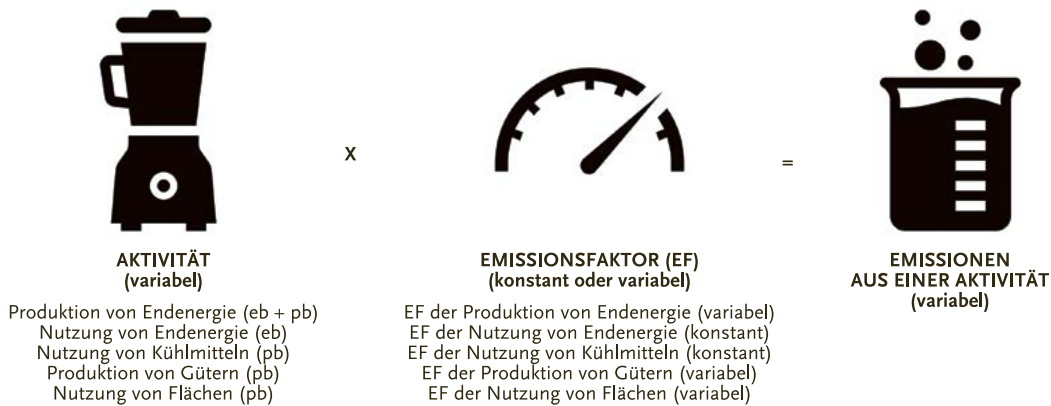 x
=
AKTIVITÄT
(variabel)
Produktion von Endenergie (eb + pb)
Nutzung von Endenergie (eb)
Nutzung von Kühlmitteln (pb)
Produktion von Gütern (pb)
Nutzung von Flächen (pb)
EMISSIONSFAKTOR (EF)
(konstant oder variabel)
EF der Produktion von Endenergie (variabel)
EF der Nutzung von Endenergie (konstant)
EF der Nutzung von Kühlmitteln (konstant)
EF der Produktion von Gütern (variabel)
EF der Nutzung von Flächen (variabel)
EMISSIONEN
AUS EINER AKTIVITÄT
(variabel)